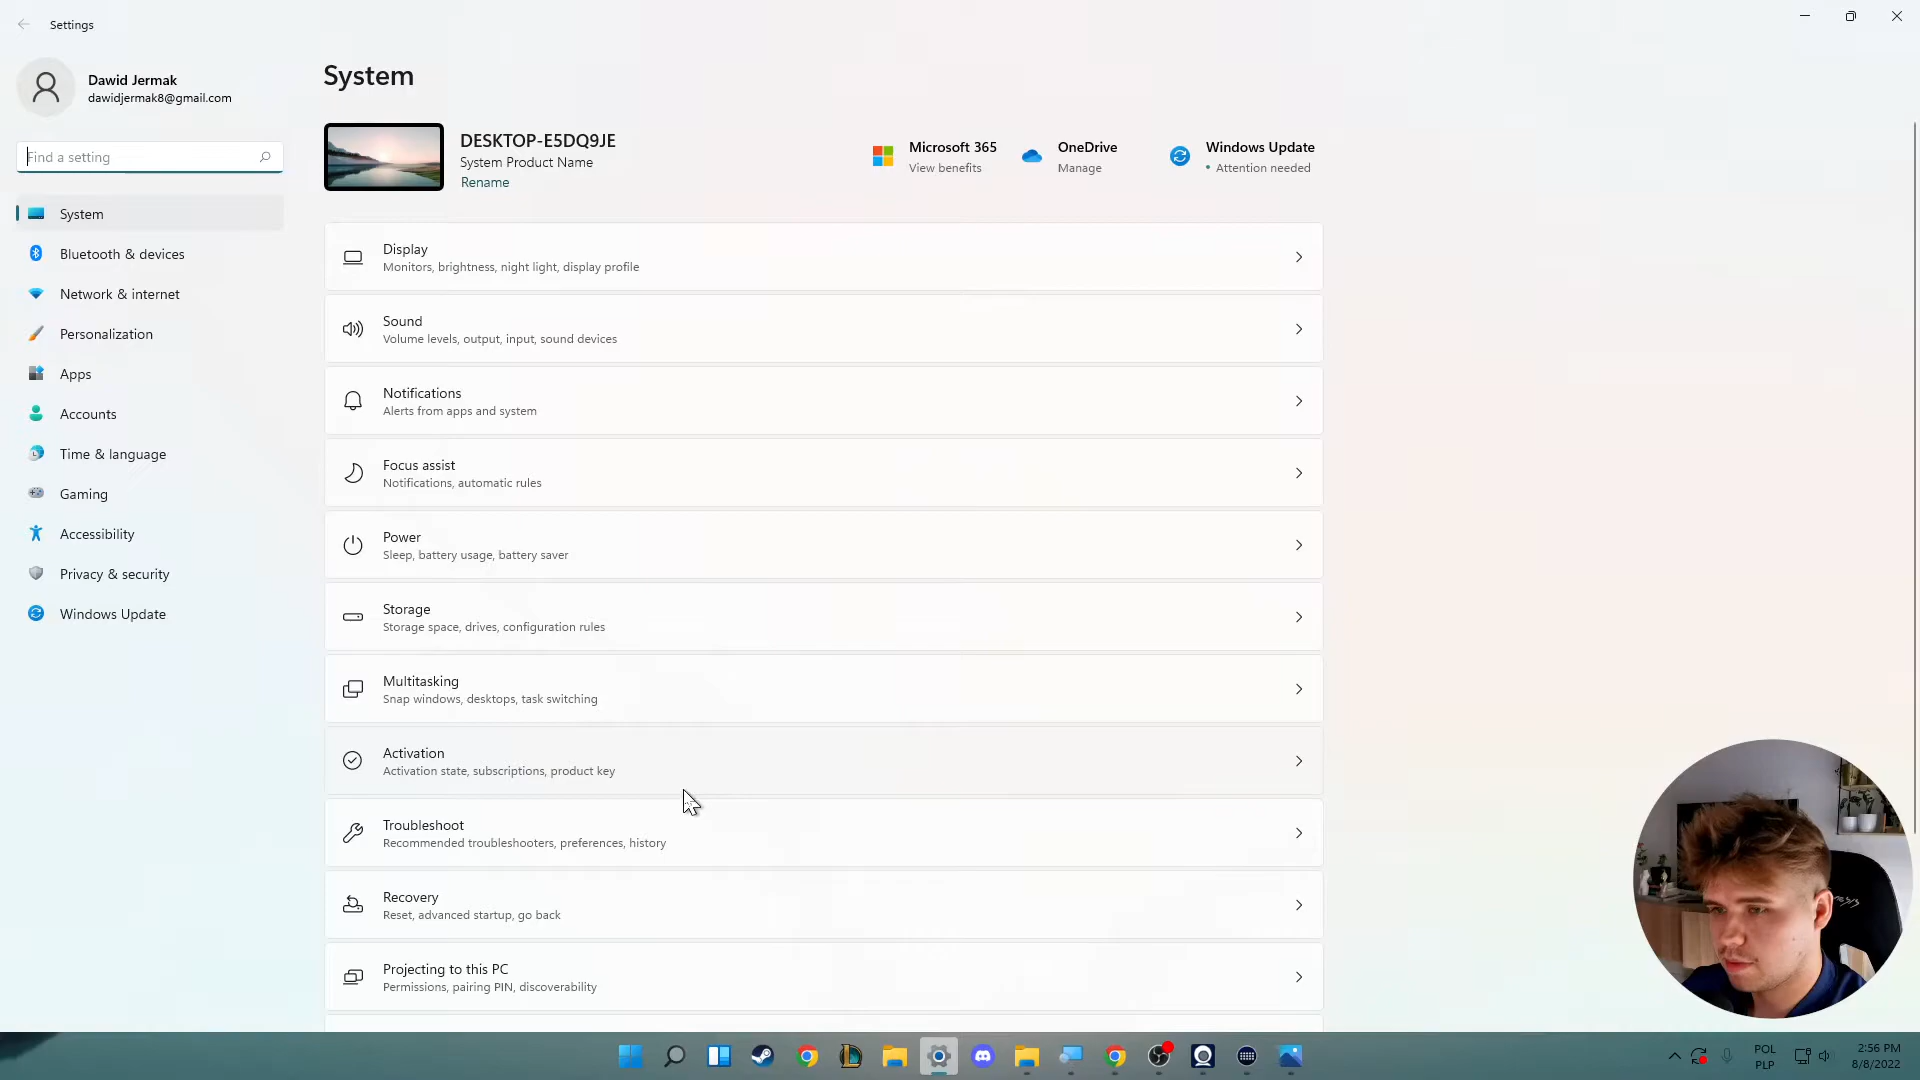 Settings
Dawid Jermak
dawidjermak8@gmail.com
Find a setting
System
Bluetooth & devices
Network & internet
Personalization
Apps
Accounts
Time & language
Gaming
Accessibility
Privacy & security
Windows Update
System
DESKTOP-E5DQ9JE
System Product Name
Rename
Microsoft 365
View benefits
OneDrive
Manage
Windows Update
• Attention needed
Display
Monitors, brightness, night light, display profile
Sound
Volume levels, output, input, sound devices
Notifications
Alerts from apps and system
Focus assist
Notifications, automatic rules
Power
Sleep, battery usage, battery saver
Storage
Storage space, drives, configuration rules
Multitasking
Snap windows, desktops, task switching
Activation
Activation state, subscriptions, product key
Troubleshoot
Recommended troubleshooters, preferences, history
Recovery
Reset, advanced startup, go back
Projecting to this PC
Permissions, pairing PIN, discoverability
POL
PLP
2:56 PM
8/8/2022